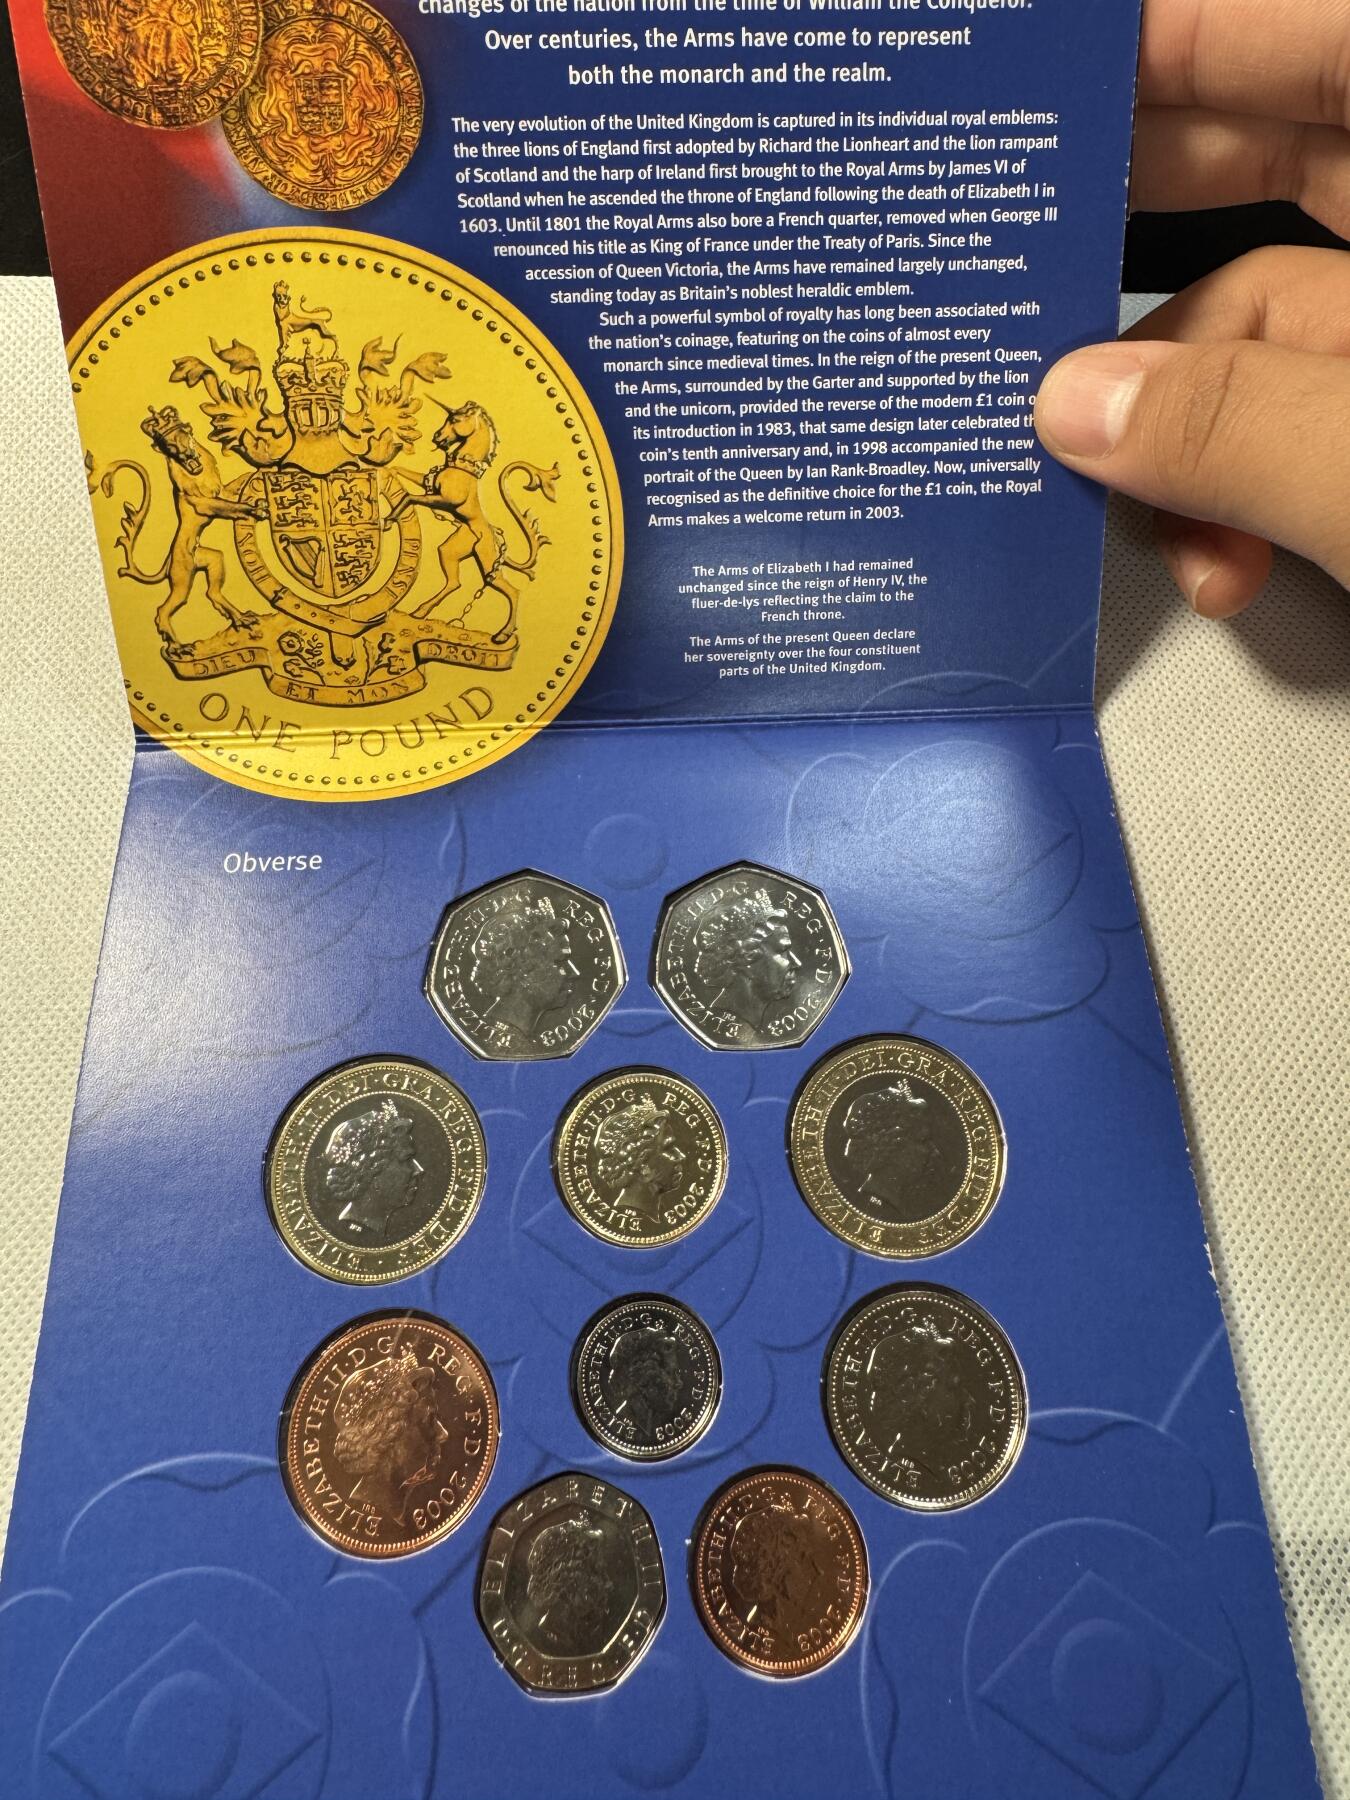 changes of the nation from the time of William the Conqueror.
Over centuries, the Arms have come to represent
both the monarch and the realm.
The very evolution of the United Kingdom is captured in its individual royal emblems:
the three lions of England first adopted by Richard the Lionheart and the lion rampant
of Scotland and the harp of Ireland first brought to the Royal Arms by James VI of
Scotland when he ascended the throne of England following the death of Elizabeth I in
1603. Until 1801 the Royal Arms also bore a French quarter, removed when George III
renounced his title as King of France under the Treaty of Paris. Since the
accession of Queen Victoria, the Arms have remained largely unchanged,
standing today as Britain's noblest heraldic emblem.
Such a powerful symbol of royalty has long been associated with
the nation's coinage, featuring on the coins of almost every
monarch since medieval times. In the reign of the present Queen,
the Arms, surrounded by the Garter and supported by the lion
and the unicorn, provided the reverse of the modern £1 coin
its introduction in 1983, that same design later celebrated
coin's tenth anniversary and, in 1998 accompanied the new
portrait of the Queen by Ian Rank-Broadley. Now, universally
recognised as the definitive choice for the £1 coin, the Royal
Arms makes a welcome return in 2003.
The Arms of Elizabeth I had remained
unchanged since the reign of Henry IV, the
fluer-de-lys reflecting the claim to the
French throne.
The Arms of the present Queen declare
her sovereignty over the four constituent
parts of the United Kingdom.
HONI PENSE
DIEU ET MON DROIT
ONE POUND
Obverse
ELIZABETH·II·D·G REG·F·D·2003
IRB
ELIZABETH·II·D·G REG·F·D·2003
IRB
ELIZABETH·II·DEI·GRA·REG·FID·DEF
IRB
ELIZABETH·II·D·G REG·F·D·2003
IRB
ELIZABETH·II·DEI·GRA·REG·FID·DEF
IRB
ELIZABETH·II·D·G REG·F·D·2003
IRB
ELIZABETH·II·D·G REG·F·D·2003
IRB
ELIZABETH·II·D·G REG·F·D·2003
IRB
ELIZABETH II
ELIZABETH·II·D·G REG·F·D·2003
IRB